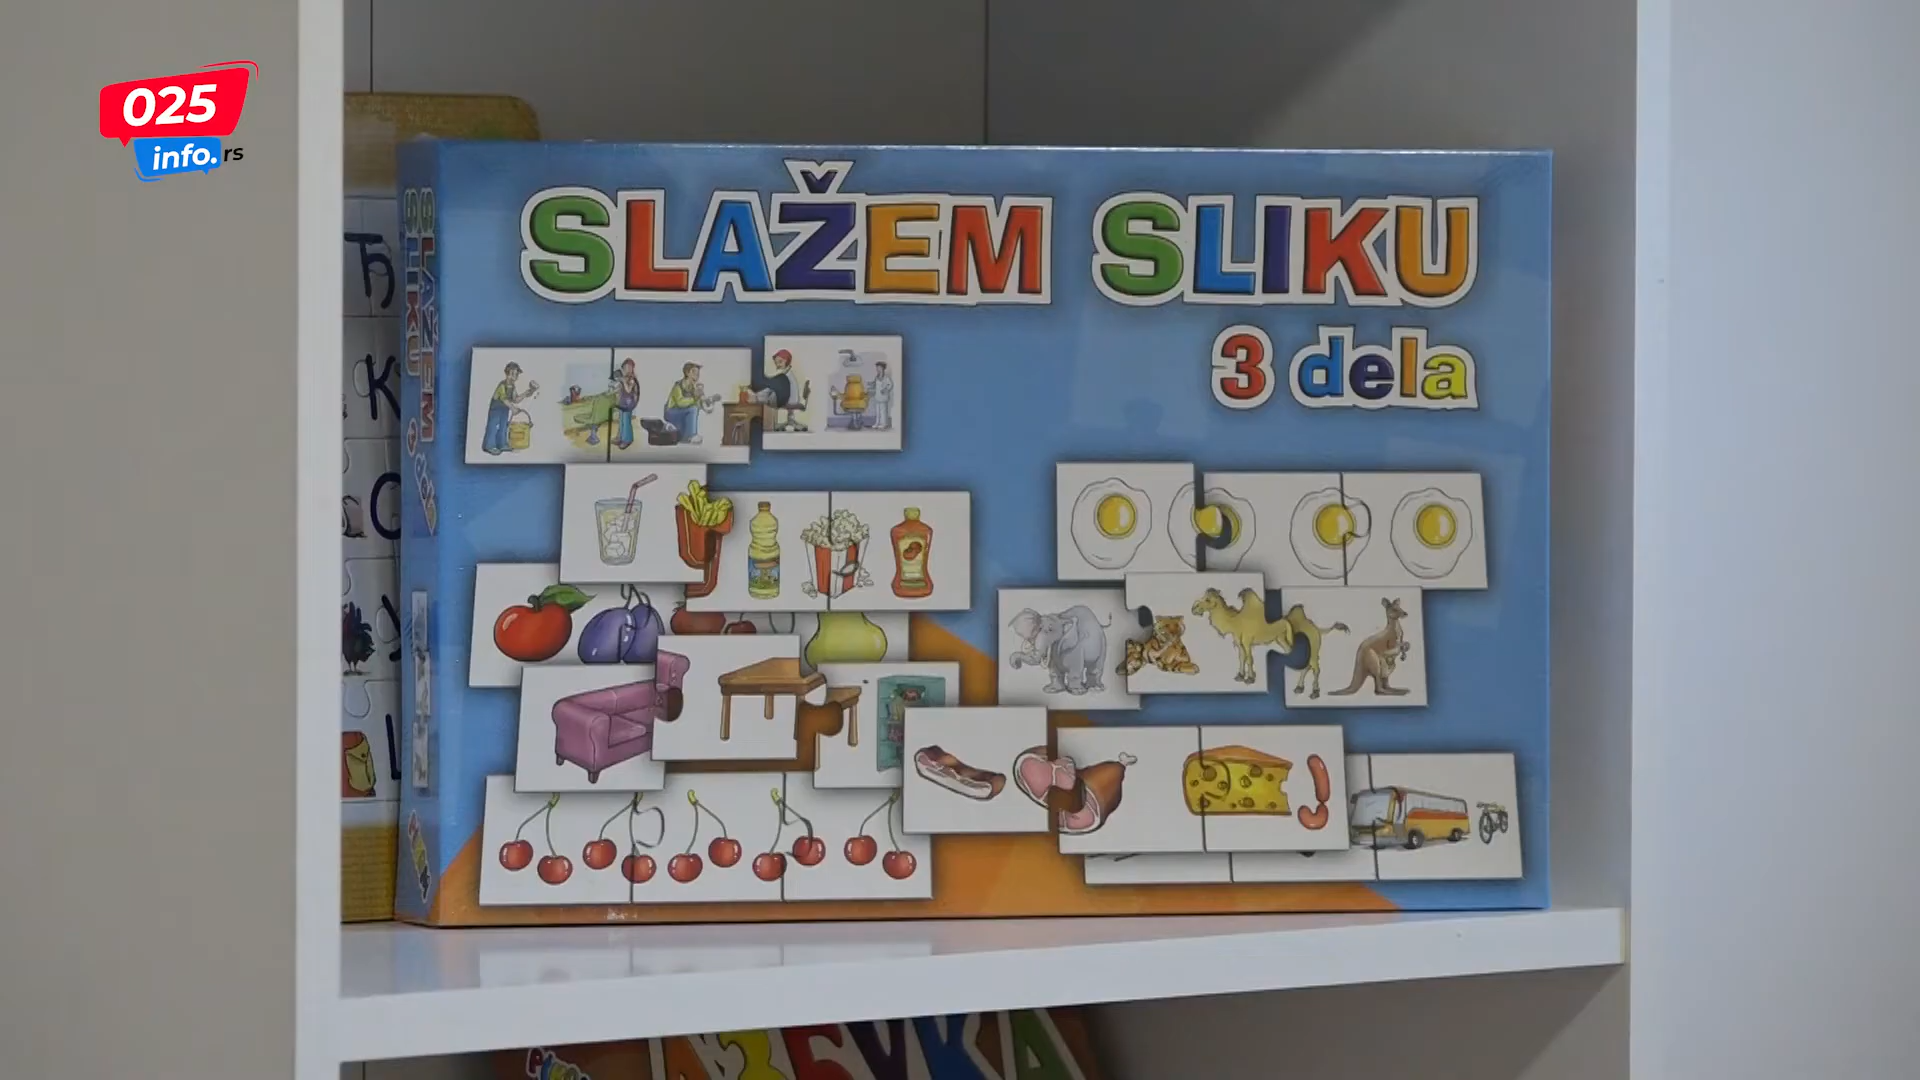 025
info.rs
SLAŽEM SLIKU
3 dela
SLAŽEM
SLIKU
Ђ
К